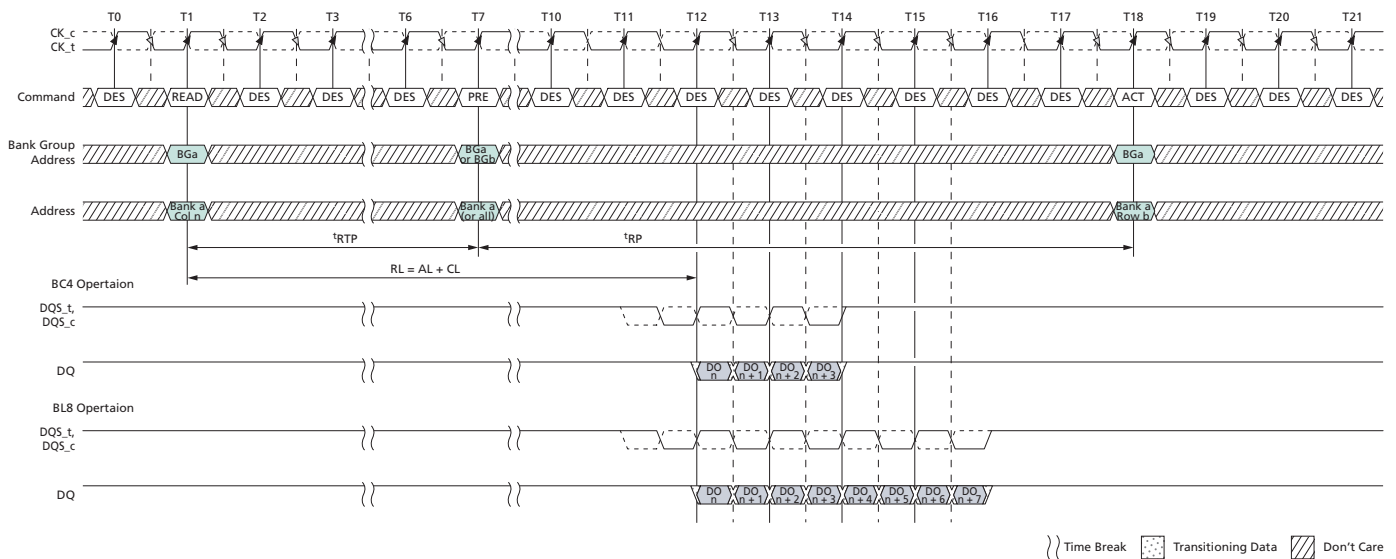 T0 T1 T2 T3 T6 T7 T10 T11 T12 T13 T14 T15 T16 T17 T18 T19 T20 T21
CK_c
CK_t
Command DES READ DES DES DES PRE DES DES DES DES DES DES DES DES ACT DES DES DES
Bank Group
Address
BGa
BGa
or BGb
BGa
Address
Bank a
Col n
Bank a
(or all)
Bank a
Row b
tRTP tRP
RL = AL + CL
BC4 Opertaion
DQS_t,
DQS_c
DQ
DO
n
DO
n + 1
DO
n + 2
DO
n + 3
BL8 Opertaion
DQS_t,
DQS_c
DQ
DO
n
DO
n + 1
DO
n + 2
DO
n + 3
DO
n + 4
DO
n + 5
DO
n + 6
DO
n + 7
Time Break Transitioning Data Don't Care